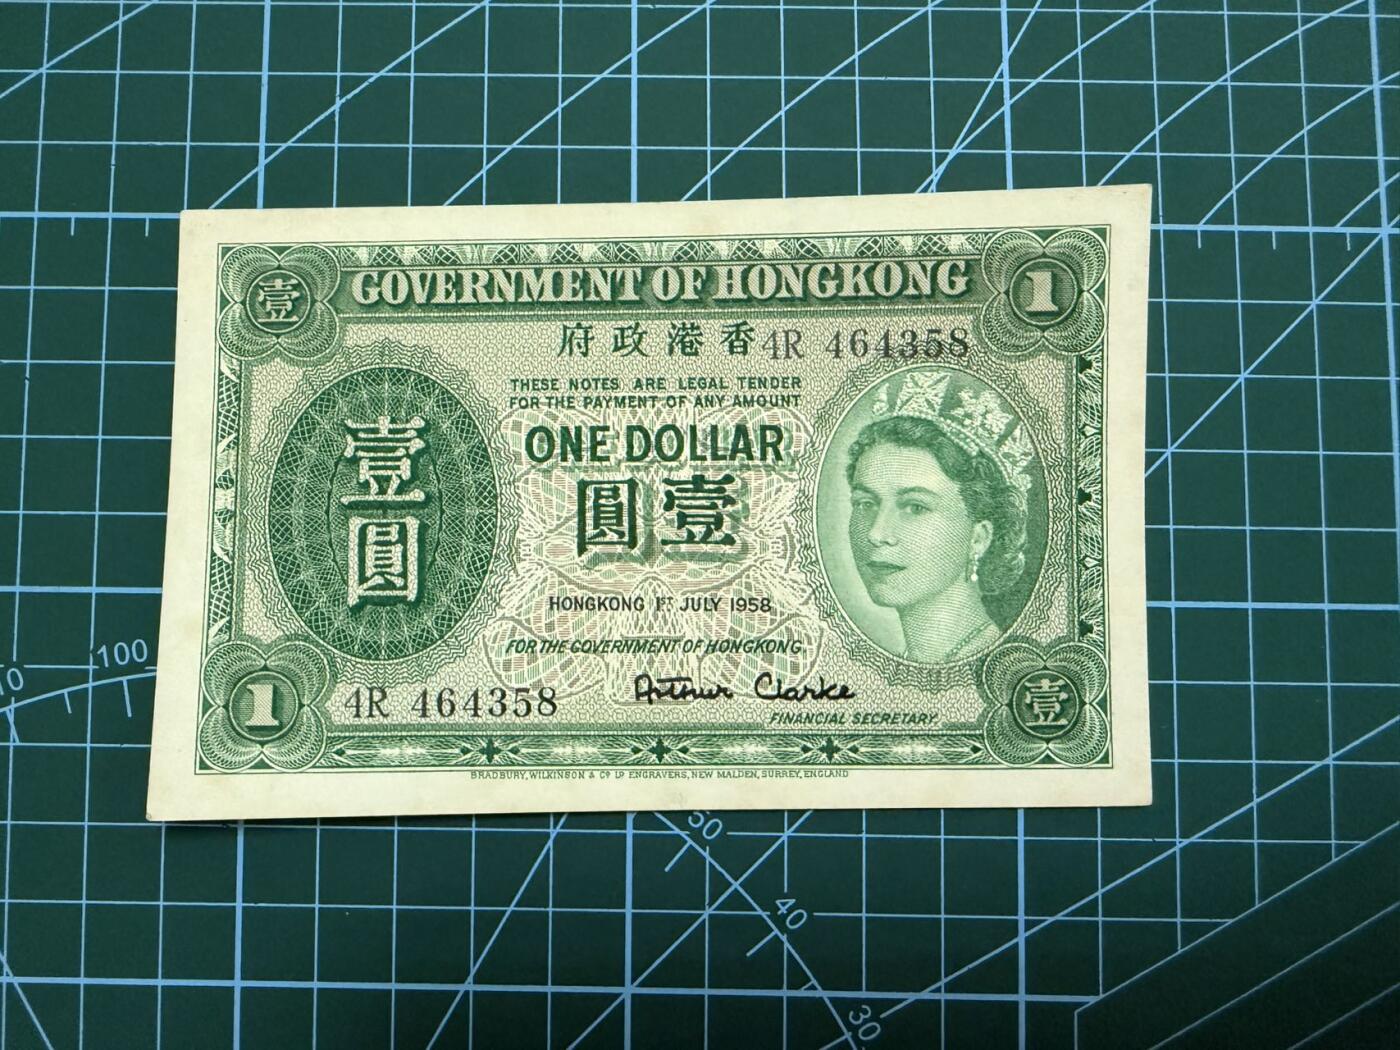 壹 GOVERNMENT OF HONGKONG 1
府政港香 4R 464358
THESE NOTES ARE LEGAL TENDER
FOR THE PAYMENT OF ANY AMOUNT
ONE DOLLAR
圓壹
壹
圓
HONGKONG 1ST JULY 1958
FOR THE GOVERNMENT OF HONGKONG.
1 4R 464358 Arthur Clarke 壹
FINANCIAL SECRETARY.
BRADBURY, WILKINSON & Co LD ENGRAVERS, NEW MALDEN, SURREY, ENGLAND
100
50
40
30